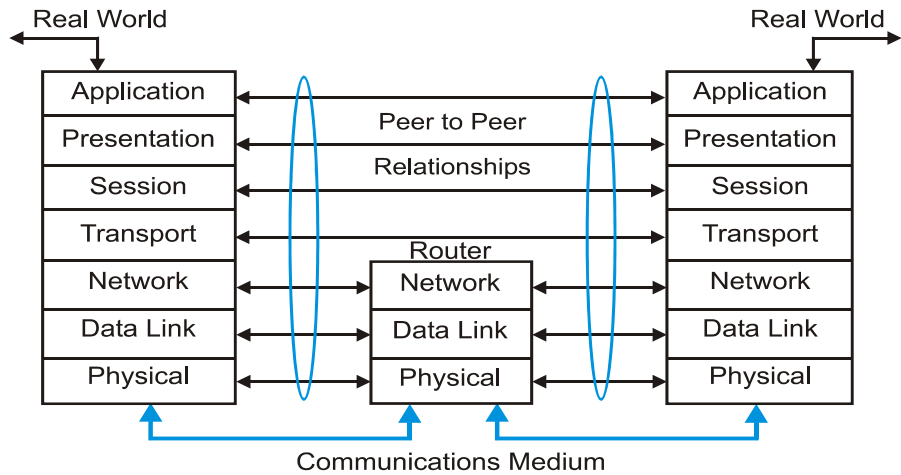 Real World
Real World
Application
Application
Peer to Peer
Presentation
Presentation
Relationships
Session
Session
Transport
Transport
Router
Network
Network
Network
Data Link
Data Link
Data Link
Physical
Physical
Physical
Communications Medium